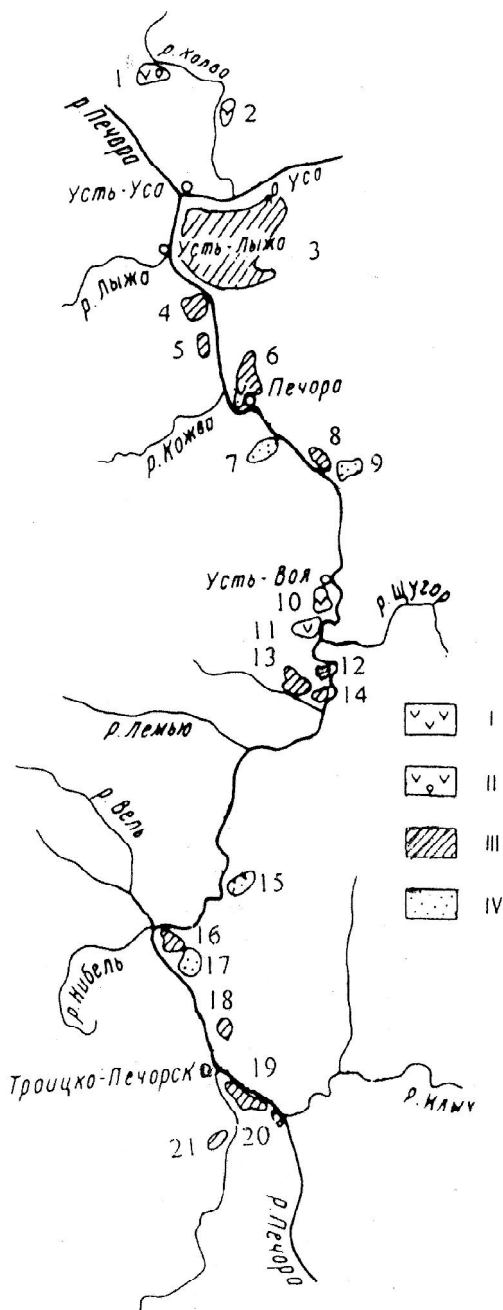 р. Колва
1
2
р. Печора
Усть-Уса
Уса
Усть-Лыжа
3
р. Лыжа
4
5
6
Печора
р. Кожва
7
8
9
Усть-Воя
10
р. Щугор
11
13
12
14
р. Лемью
I
р. Вель
II
III
15
IV
16
р. Нибель
17
18
Троицко-Печорск
19
р. Илыч
21
20
р. Печора